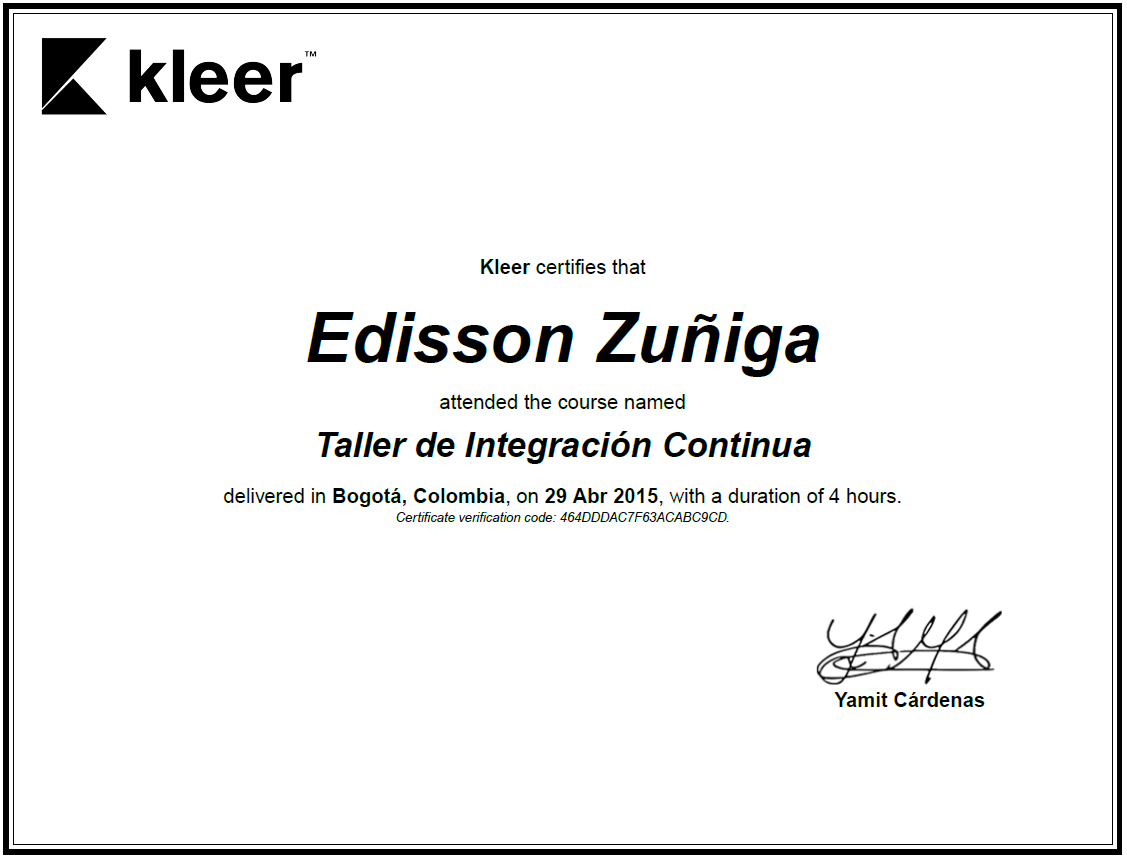 kleer™
Kleer certifies that
Edisson Zuñiga
attended the course named
Taller de Integración Continua
delivered in Bogotá, Colombia, on 29 Abr 2015, with a duration of 4 hours.
Certificate verification code: 464DDDAC7F63ACABC9CD.
Yamit Cárdenas